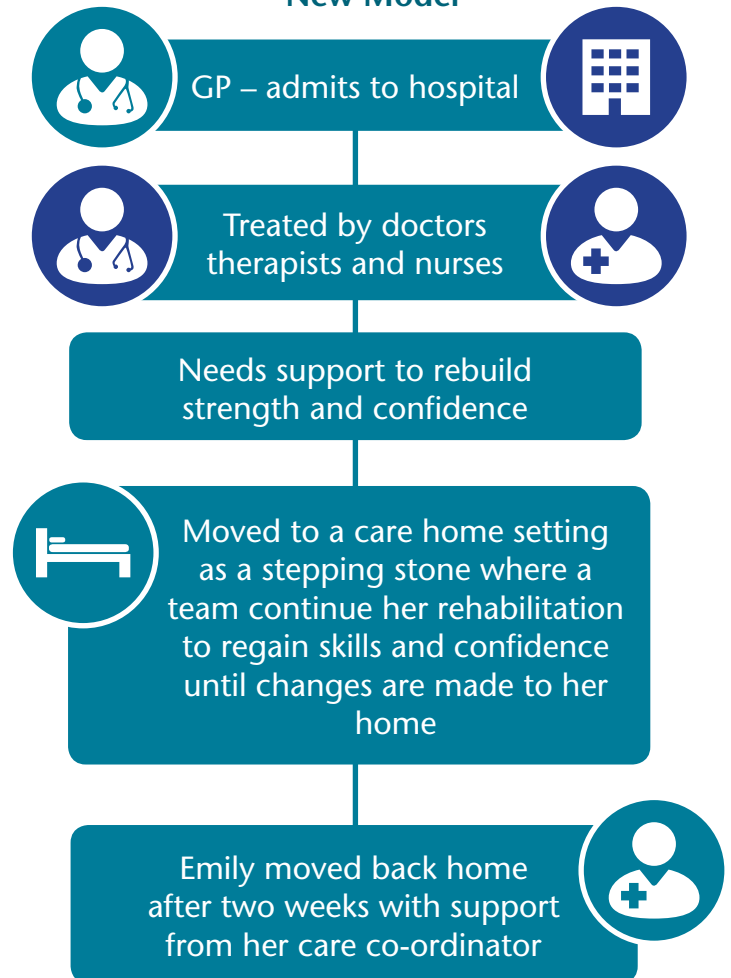 New Model
GP – admits to hospital
Treated by doctors
therapists and nurses
Needs support to rebuild
strength and confidence
Moved to a care home setting
as a stepping stone where a
team continue her rehabilitation
to regain skills and confidence
until changes are made to her
home
Emily moved back home
after two weeks with support
from her care co-ordinator